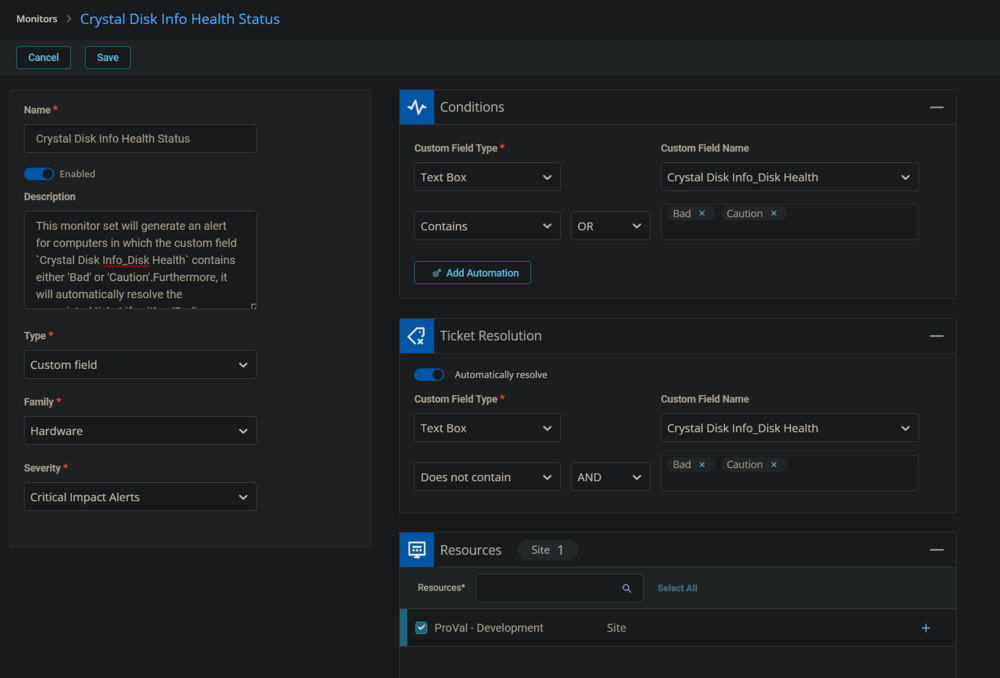 Monitors > Crystal Disk Info Health Status
Cancel Save
Name *
Crystal Disk Info Health Status
Enabled
Description
This monitor set will generate an alert
for computers in which the custom field
`Crystal Disk Info_Disk Health` contains
either 'Bad' or 'Caution'.Furthermore, it
will automatically resolve the
Type *
Custom field
Family *
Hardware
Severity *
Critical Impact Alerts
Conditions
Custom Field Type * Custom Field Name
Text Box Crystal Disk Info_Disk Health
Contains OR Bad × Caution ×
Add Automation
Ticket Resolution
Automatically resolve
Custom Field Type * Custom Field Name
Text Box Crystal Disk Info_Disk Health
Does not contain AND Bad × Caution ×
Resources Site 1
Resources* Select All
ProVal - Development Site +